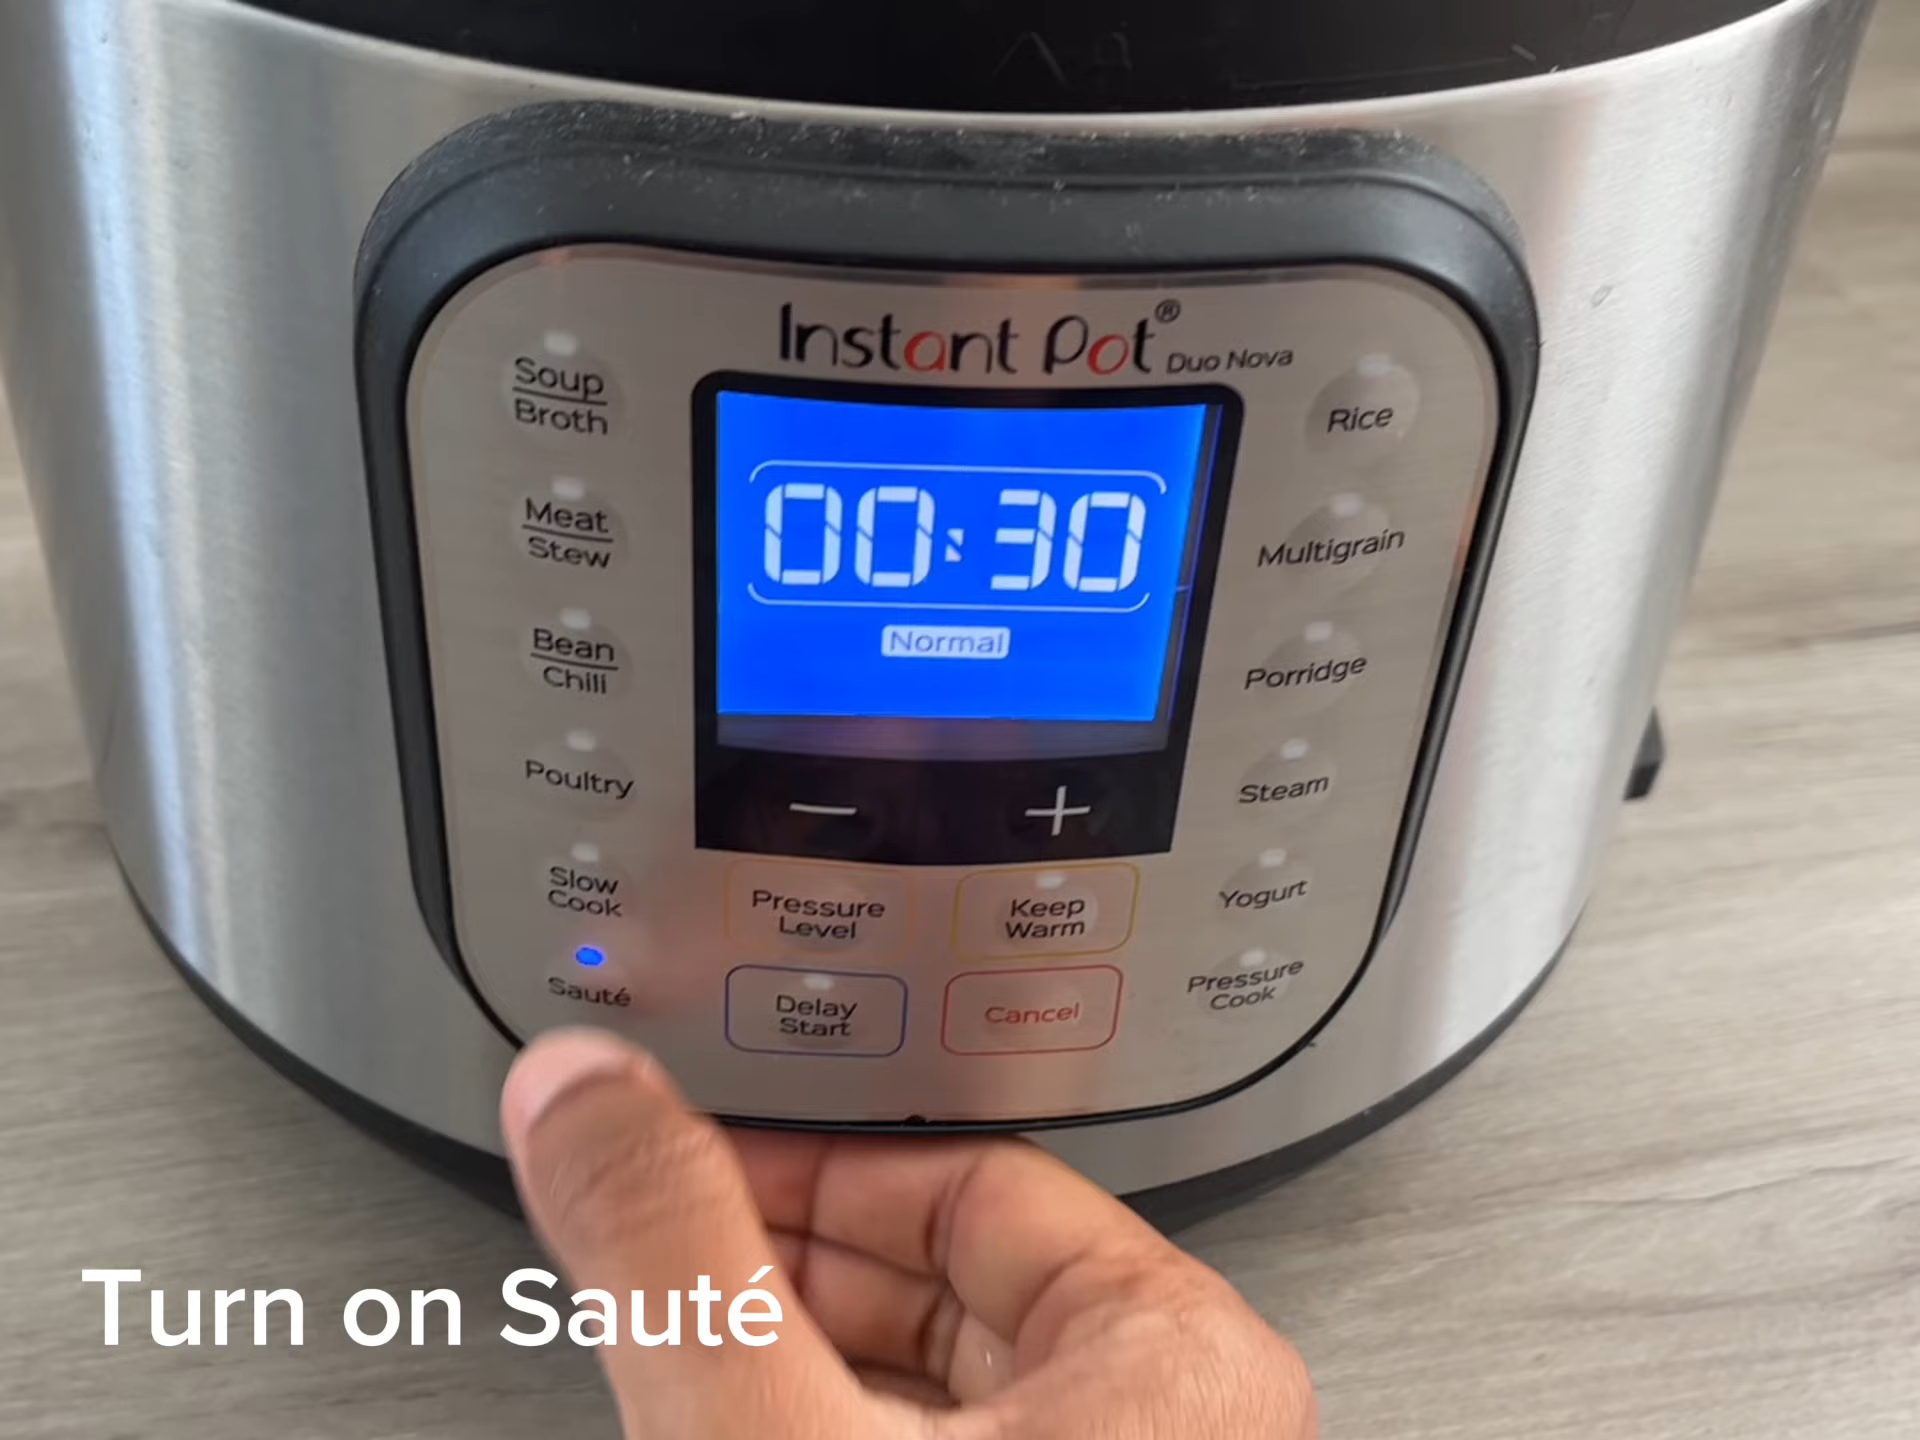 Instant Pot® Duo Nova
Soup
Broth
Meat
Stew
Bean
Chili
Poultry
Slow
Cook
Sauté
00:30
Normal
− +
Pressure
Level
Keep
Warm
Delay
Start
Cancel
Rice
Multigrain
Porridge
Steam
Yogurt
Pressure
Cook
Turn on Sauté